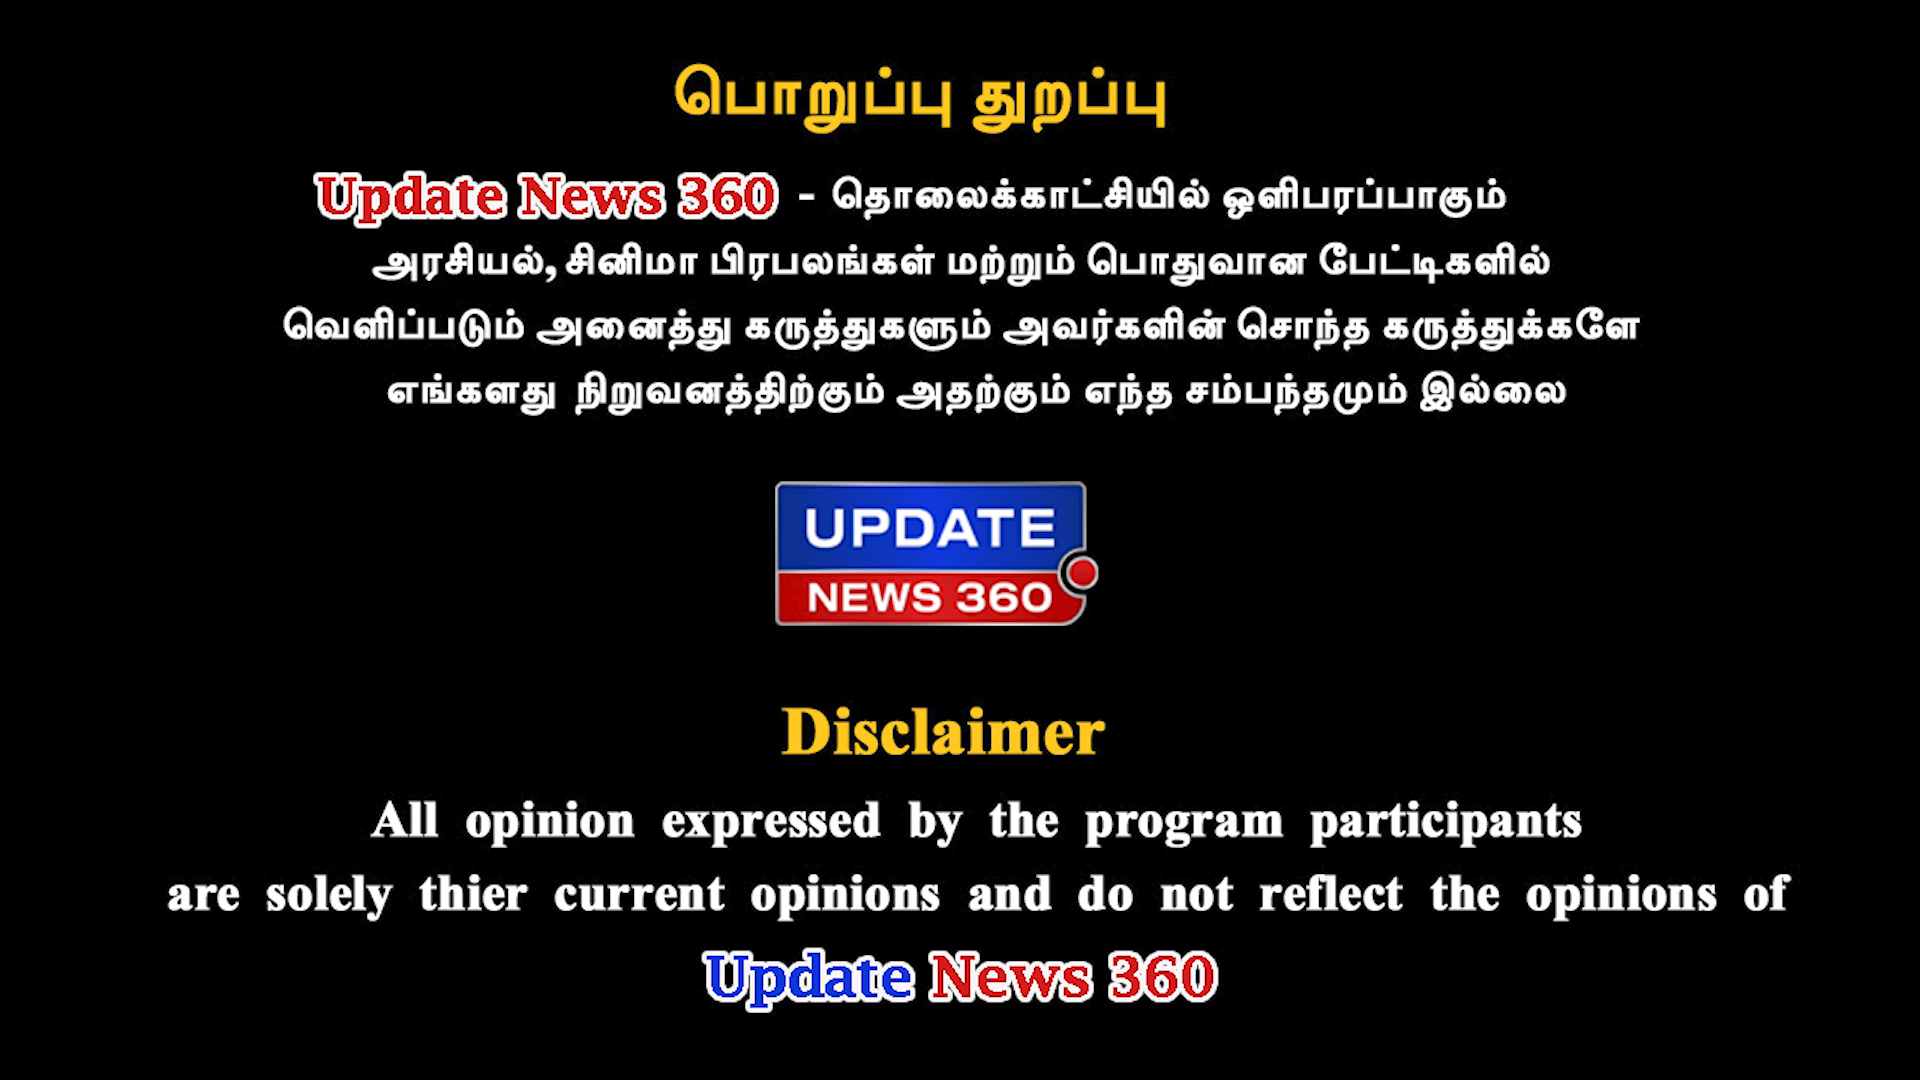 பொறுப்பு துறப்பு
Update News 360 - தொலைக்காட்சியில் ஒளிபரப்பாகும்
அரசியல், சினிமா பிரபலங்கள் மற்றும் பொதுவான பேட்டிகளில்
வெளிப்படும் அனைத்து கருத்துகளும் அவர்களின் சொந்த கருத்துக்களே
எங்களது நிறுவனத்திற்கும் அதற்கும் எந்த சம்பந்தமும் இல்லை
UPDATE
NEWS 360
Disclaimer
All opinion expressed by the program participants
are solely thier current opinions and do not reflect the opinions of
Update News 360